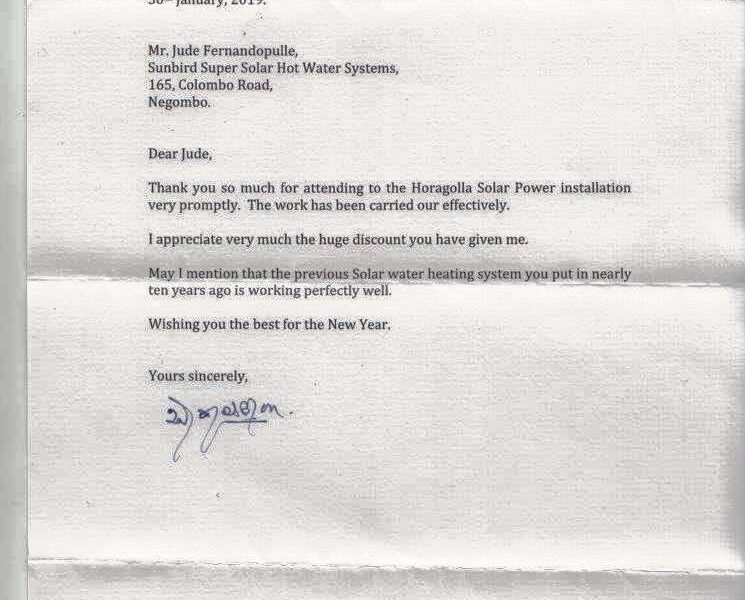 January, 2019.
Mr. Jude Fernandopulle,
Sunbird Super Solar Hot Water Systems,
165, Colombo Road,
Negombo.
Dear Jude,
Thank you so much for attending to the Horagolla Solar Power installation
very promptly. The work has been carried our effectively.
I appreciate very much the huge discount you have given me.
May I mention that the previous Solar water heating system you put in nearly
ten years ago is working perfectly well.
Wishing you the best for the New Year.
Yours sincerely,